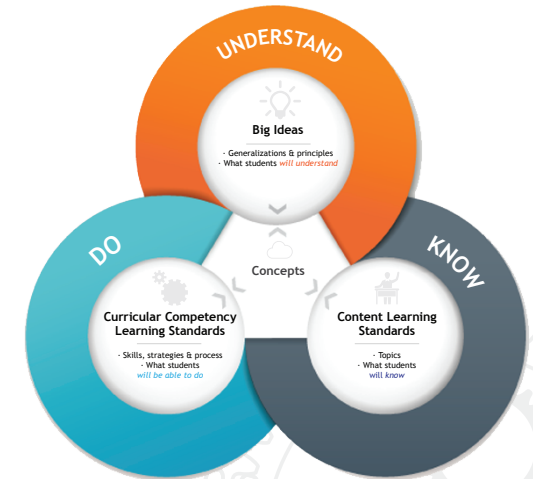 UNDERSTAND
Big Ideas
· Generalizations & principles
· What students will understand
DO
KNOW
Concepts
Curricular Competency
Learning Standards
· Skills, strategies & process
· What students
will be able to do
Content Learning
Standards
· Topics
· What students
will know